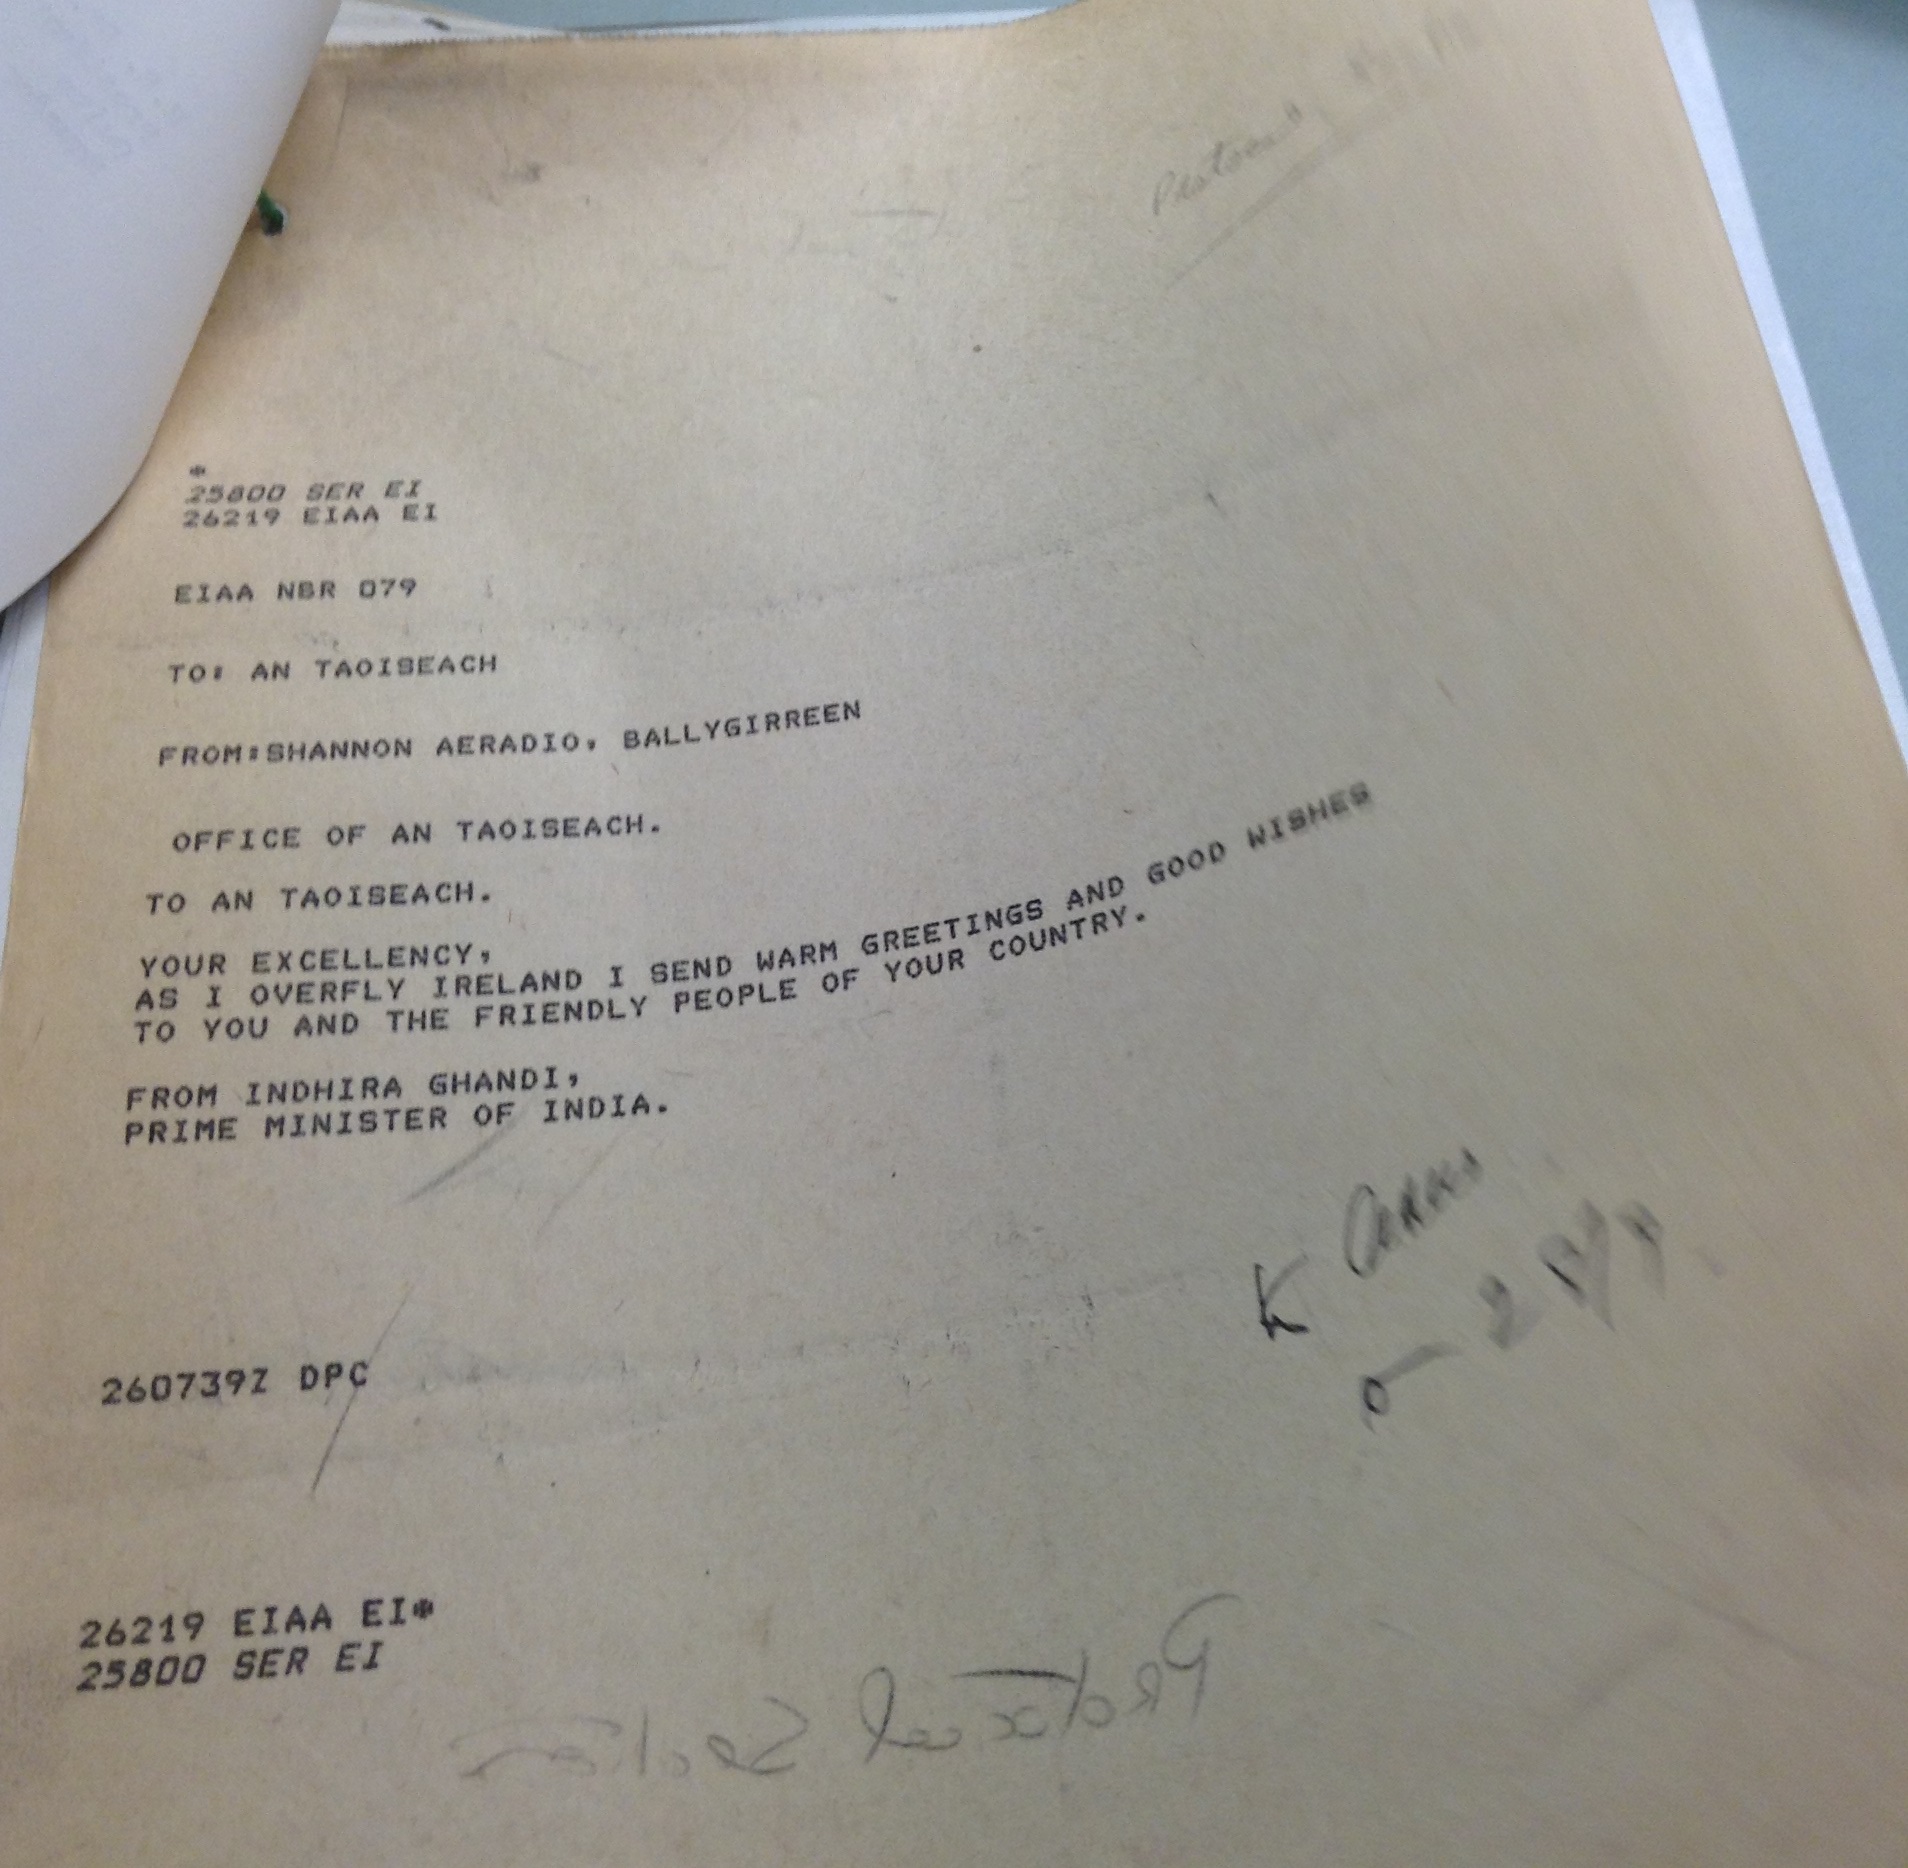 *
25800 SER EI
26219 EIAA EI
EIAA NBR 079
TO: AN TAOISEACH
FROM:SHANNON AERADIO, BALLYGIRREEN
OFFICE OF AN TAOISEACH.
TO AN TAOISEACH.
YOUR EXCELLENCY,
AS I OVERFLY IRELAND I SEND WARM GREETINGS AND GOOD WISHES
TO YOU AND THE FRIENDLY PEOPLE OF YOUR COUNTRY.
FROM INDHIRA GHANDI,
PRIME MINISTER OF INDIA.
K
260739Z DPC
26219 EIAA EI*
25800 SER EI
Protocol Section